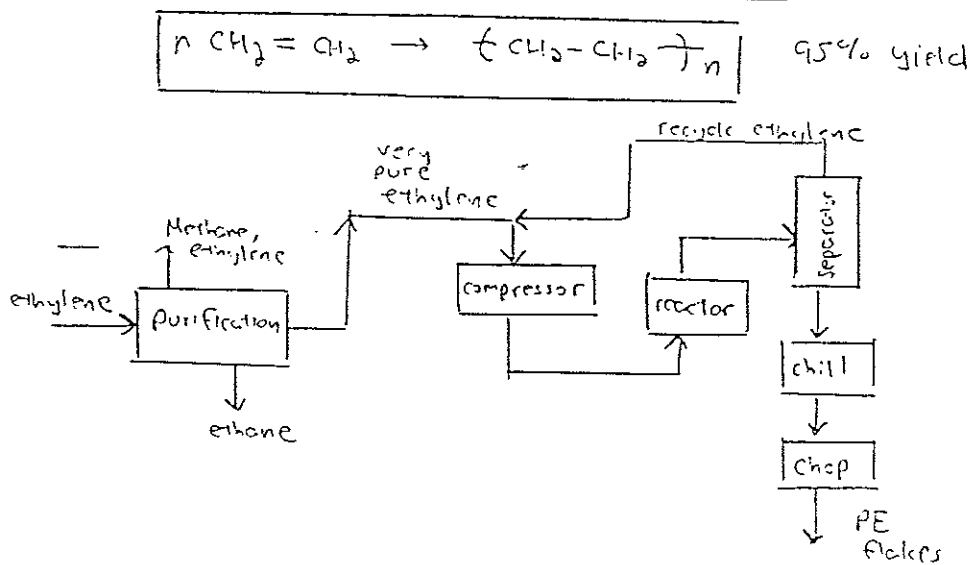 n CH2 = CH2 → ( CH2 - CH2 )n 95% yield
recycle ethylene
very
pure
ethylene
Methane,
ethylene
ethylene
purification
ethane
compressor
reactor
separator
chill
Chop
PE
flakes